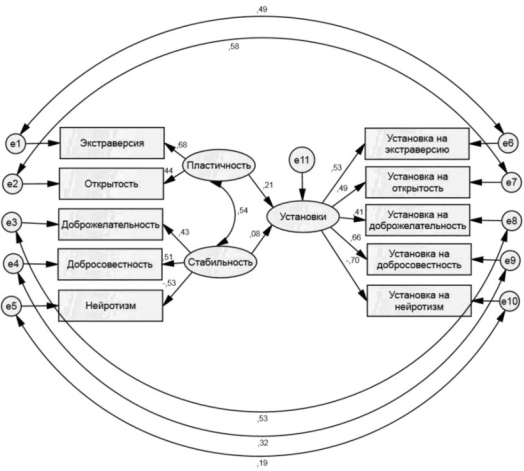 ,49
,58
e1
Экстраверсия
,68
Пластичность
e11
,53
Установка на
экстраверсию
e6
e2
Открытость
,44
,21
,49
Установка на
открытость
e7
e3
Доброжелательность
,54
Установки
,41
Установка на
доброжелательность
e8
,43
,08
,66
e4
Добросовестность
,51
Стабильность
Установка на
добросовестность
e9
-,53
-,70
e5
Нейротизм
Установка на
нейротизм
e10
,53
,32
,19